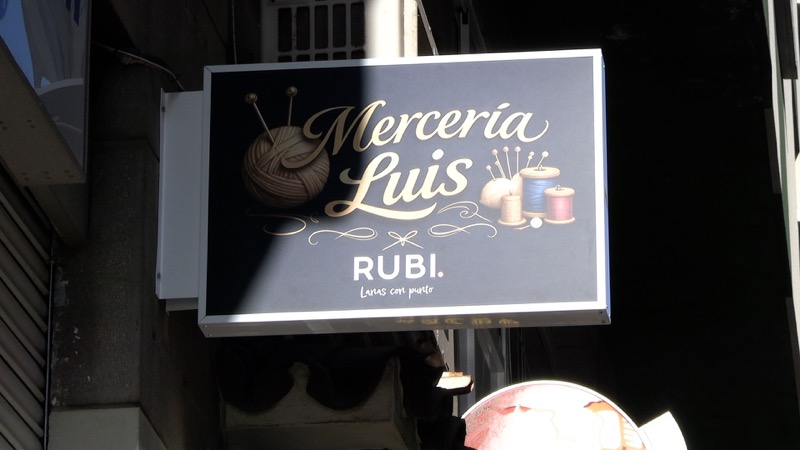 Mercería
Luis
RUBI.
Lanas con punto